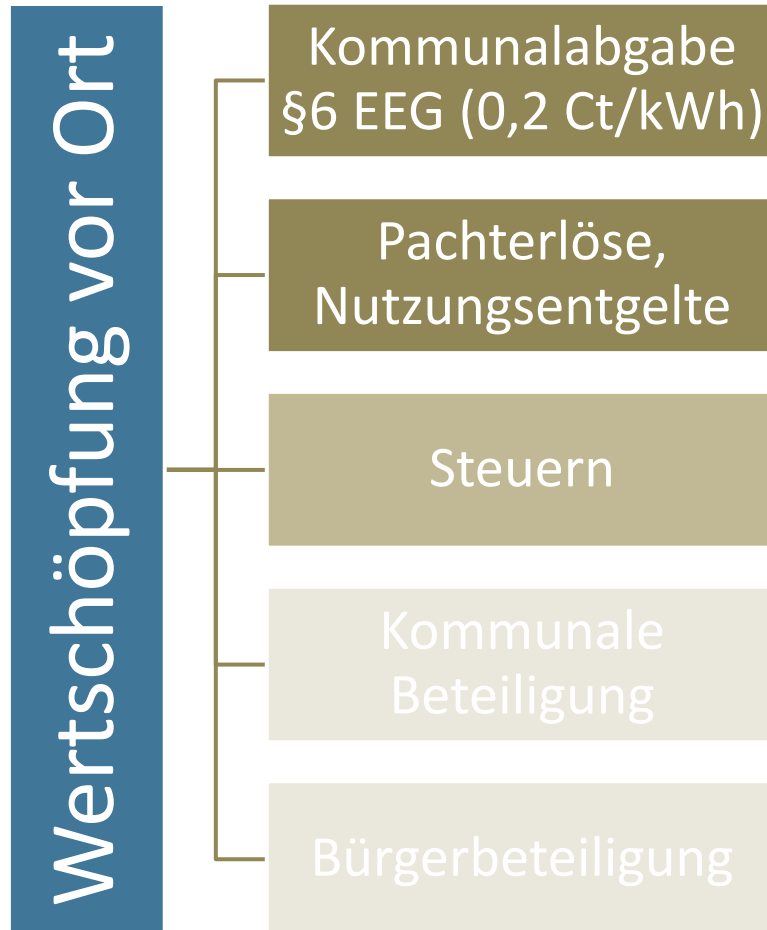 Wertschöpfung vor Ort
Kommunalabgabe
§6 EEG (0,2 Ct/kWh)
Pachterlöse,
Nutzungsentgelte
Steuern
Kommunale
Beteiligung
Bürgerbeteiligung